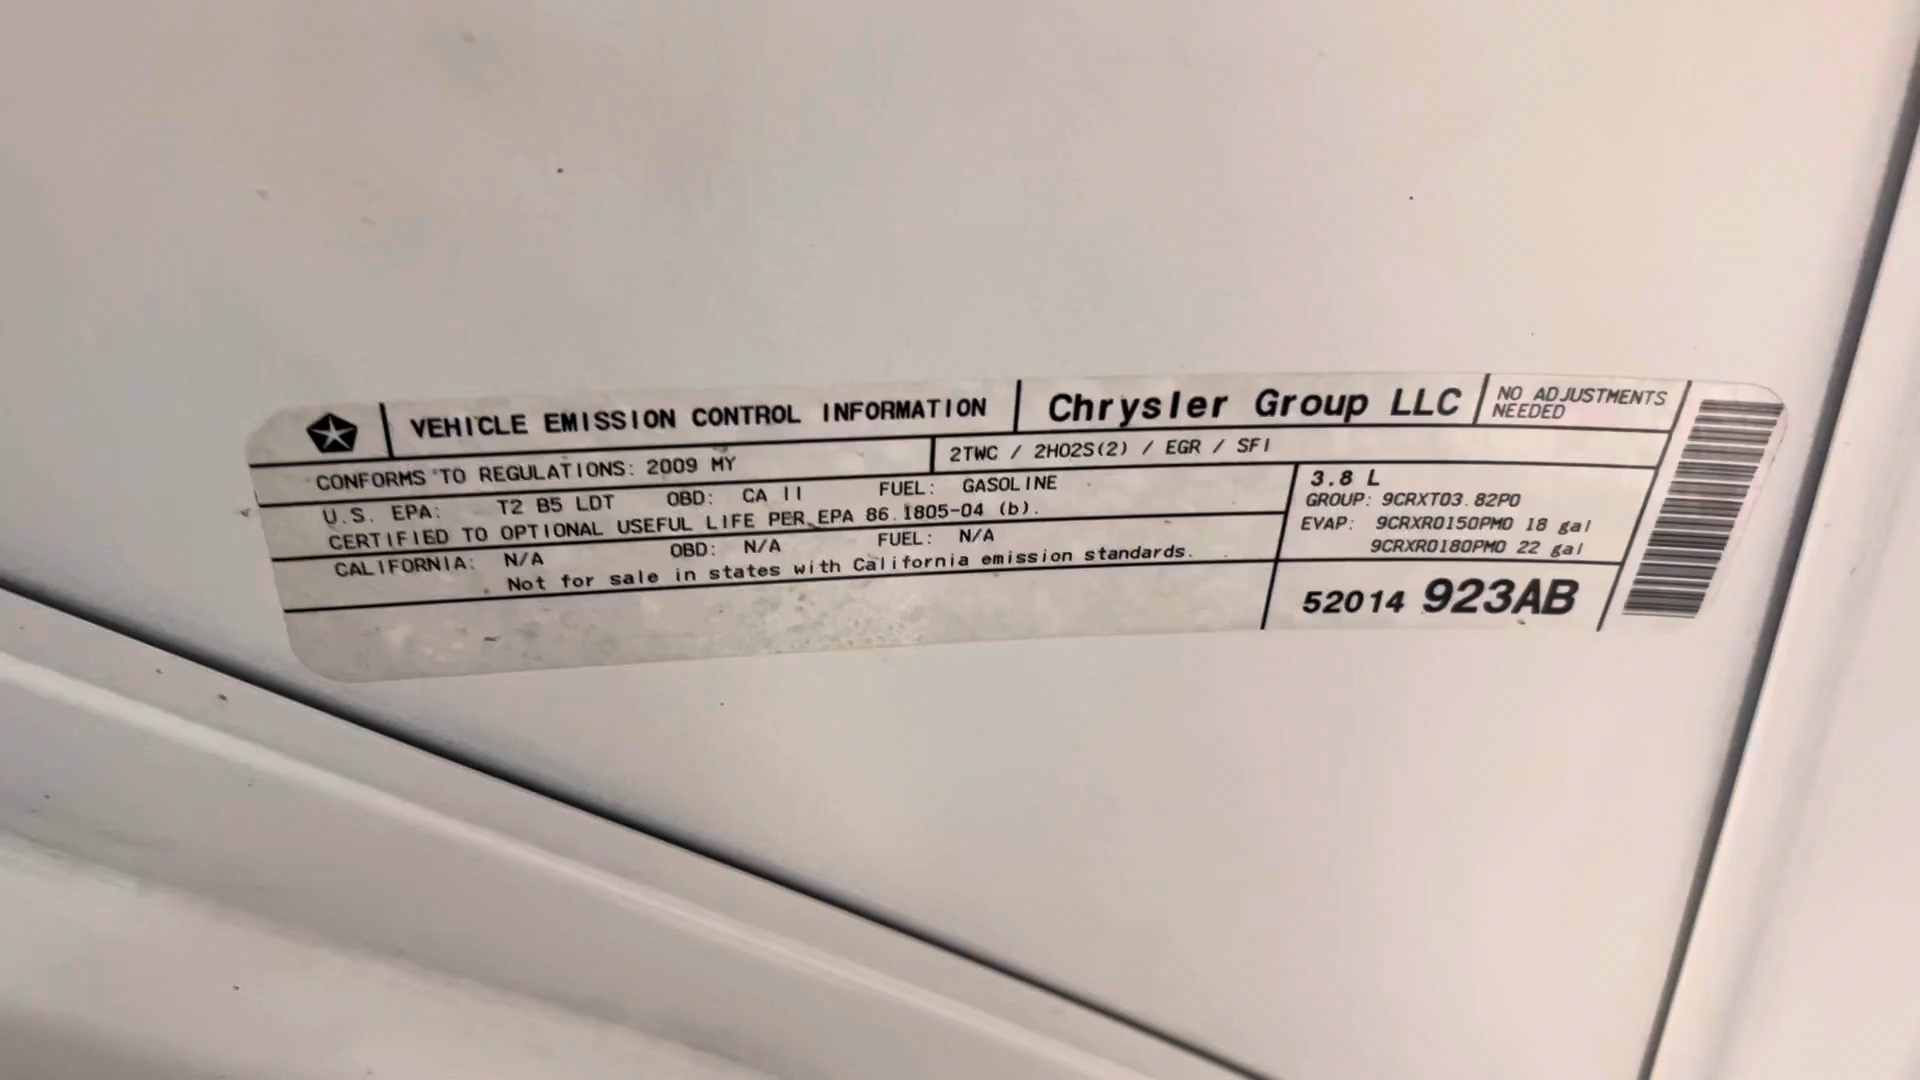 VEHICLE EMISSION CONTROL INFORMATION
Chrysler Group LLC
NO ADJUSTMENTS
NEEDED
CONFORMS TO REGULATIONS: 2009 MY
2TWC / 2HO2S(2) / EGR / SFI
U.S. EPA: T2 B5 LDT OBD: CA II FUEL: GASOLINE
CERTIFIED TO OPTIONAL USEFUL LIFE PER EPA 86.1805-04 (b).
CALIFORNIA: N/A OBD: N/A FUEL: N/A
Not for sale in states with California emission standards.
3.8 L
GROUP: 9CRXT03.82P0
EVAP: 9CRXR0150PM0 18 gal
9CRXR0180PM0 22 gal
52014 923AB